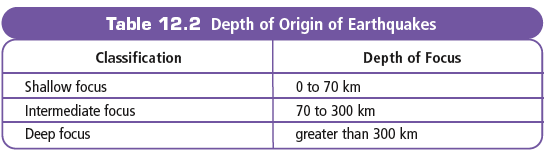 Table 12.2 Depth of Origin of Earthquakes
Classification Depth of Focus
Shallow focus 0 to 70 km
Intermediate focus 70 to 300 km
Deep focus greater than 300 km